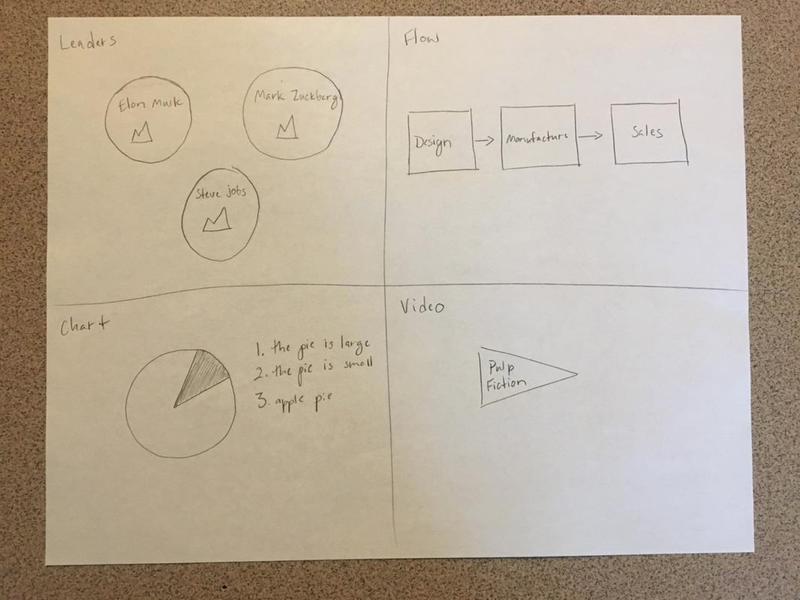 Leaders
Elon Musk
Mark Zuckberg
Steve jobs
Flow
Design
Manufacture
Sales
Chart
1. the pie is large
2. the pie is small
3. apple pie
Video
Pulp
Fiction